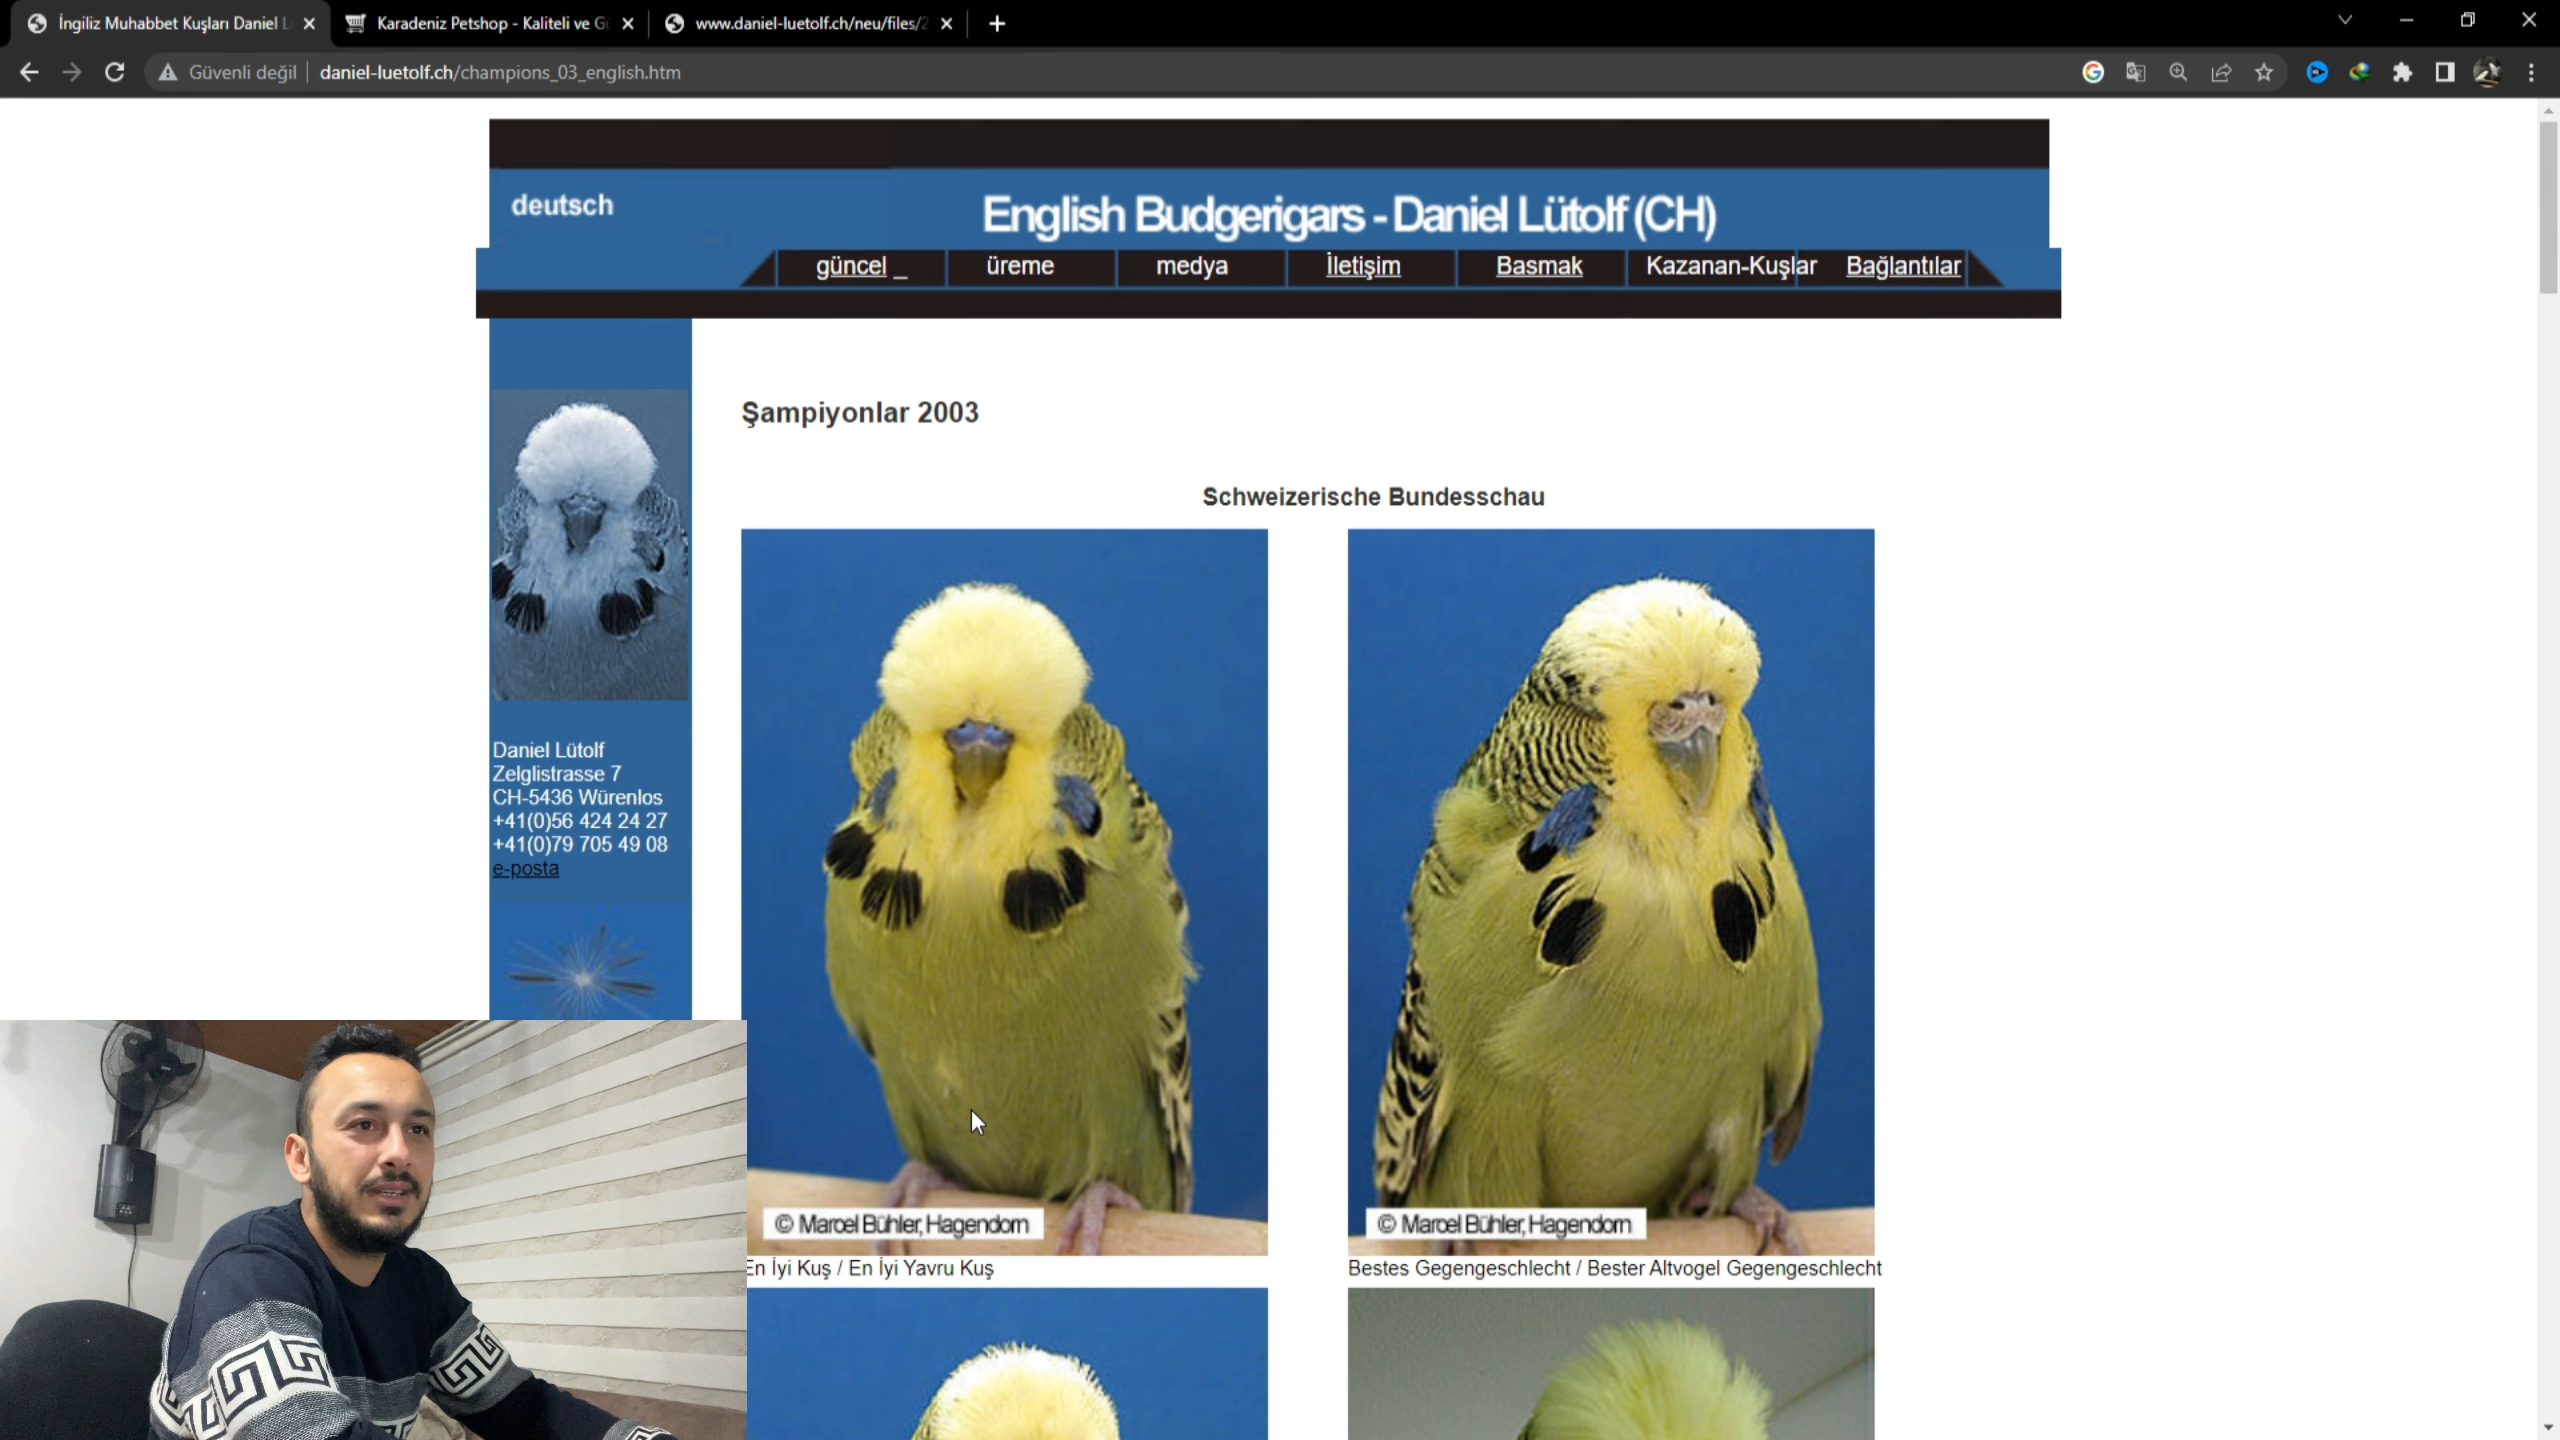 İngiliz Muhabbet Kuşları Daniel L
Karadeniz Petshop - Kaliteli ve G
www.daniel-luetolf.ch/neu/files/2
Güvenli değil
daniel-luetolf.ch/champions_03_english.htm
deutsch
English Budgerigars - Daniel Lütolf (CH)
güncel _ üreme medya İletişim Basmak Kazanan-Kuşlar Bağlantılar
Şampiyonlar 2003
Schweizerische Bundesschau
Daniel Lütolf
Zelglistrasse 7
CH-5436 Würenlos
+41(0)56 424 24 27
+41(0)79 705 49 08
e-posta
© Marcel Bühler, Hagendorn
© Marcel Bühler, Hagendorn
En İyi Kuş / En İyi Yavru Kuş
Bestes Gegengeschlecht / Bester Altvogel Gegengeschlecht